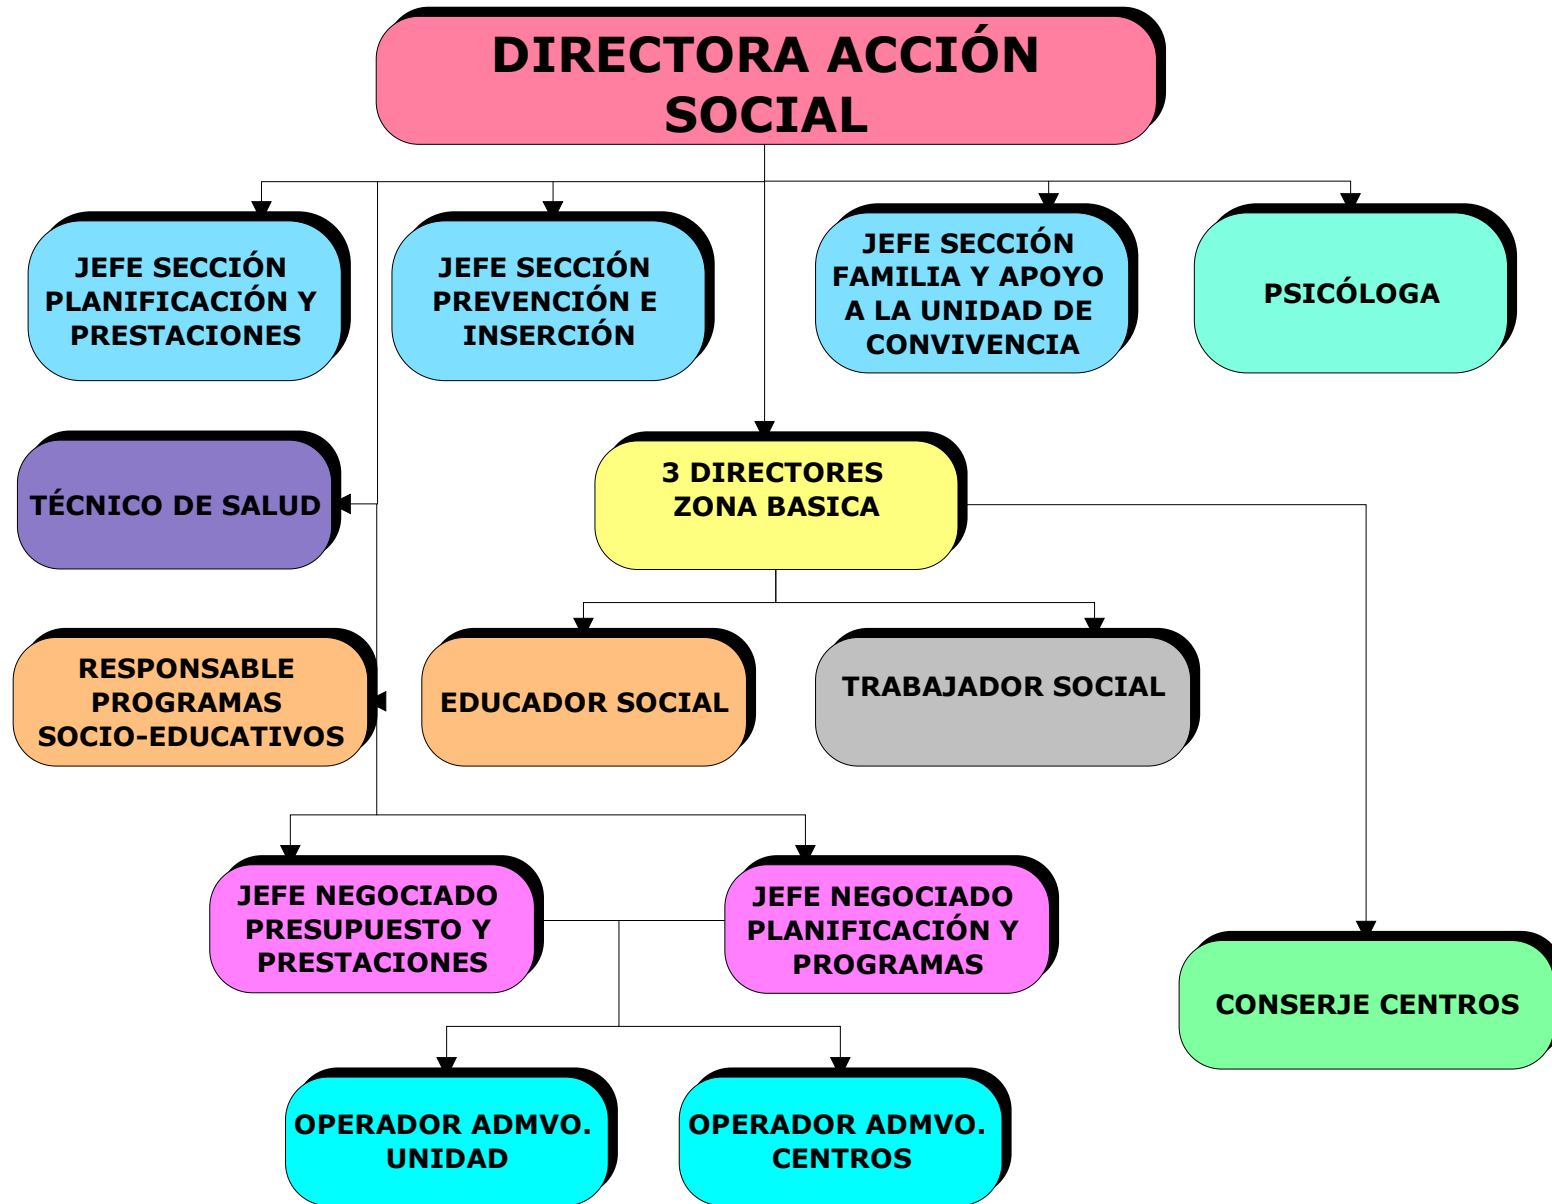 DIRECTORA ACCIÓN
SOCIAL
JEFE SECCIÓN
PLANIFICACIÓN Y
PRESTACIONES
JEFE SECCIÓN
PREVENCIÓN E
INSERCIÓN
JEFE SECCIÓN
FAMILIA Y APOYO
A LA UNIDAD DE
CONVIVENCIA
PSICÓLOGA
TÉCNICO DE SALUD
3 DIRECTORES
ZONA BASICA
RESPONSABLE
PROGRAMAS
SOCIO-EDUCATIVOS
EDUCADOR SOCIAL
TRABAJADOR SOCIAL
JEFE NEGOCIADO
PRESUPUESTO Y
PRESTACIONES
JEFE NEGOCIADO
PLANIFICACIÓN Y
PROGRAMAS
CONSERJE CENTROS
OPERADOR ADMVO.
UNIDAD
OPERADOR ADMVO.
CENTROS